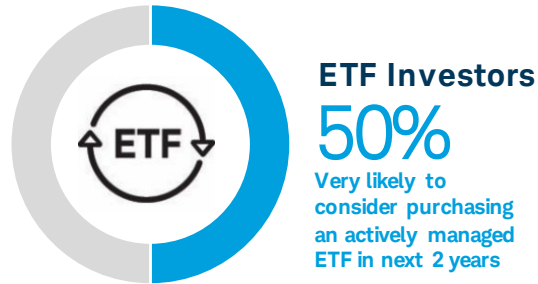 ETF
ETF Investors
50%
Very likely to
consider purchasing
an actively managed
ETF in next 2 years